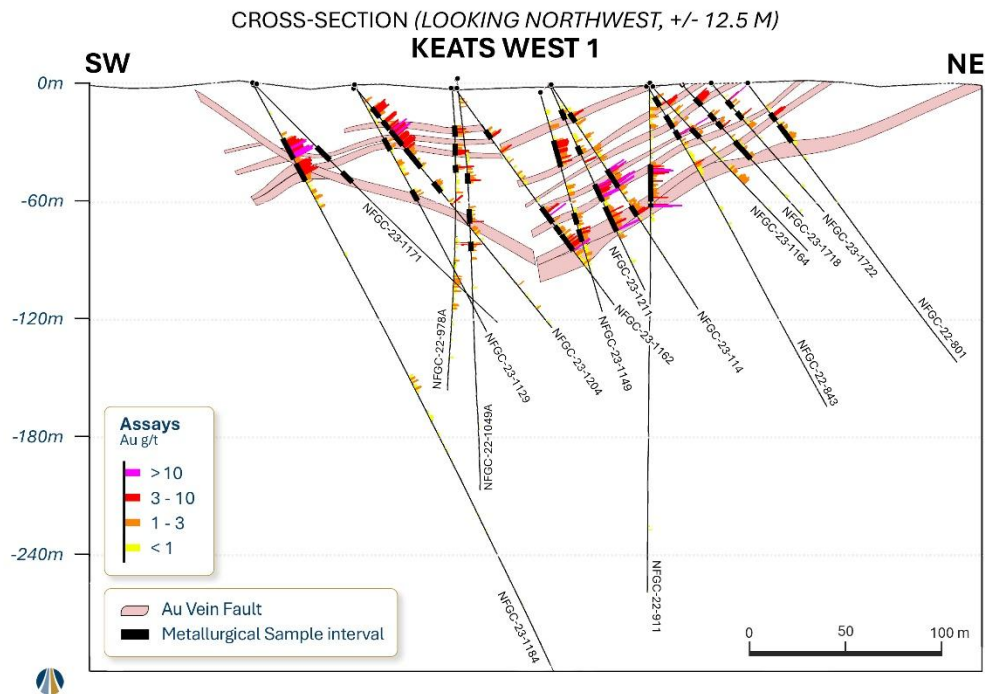 CROSS-SECTION (LOOKING NORTHWEST, +/- 12.5 M)
KEATS WEST 1
SW
NE
0m
-60m
-120m
-180m
-240m
NFGC-23-1171
NFGC-22-978A
NFGC-23-1129
NFGC-22-1049A
NFGC-23-1204
NFGC-23-1149
NFGC-23-1162
NFGC-23-1211
NFGC-23-114
NFGC-23-1164
NFGC-23-1718
NFGC-23-1722
NFGC-22-801
NFGC-22-843
NFGC-22-911
NFGC-23-1184
Assays
Au g/t
> 10
3 - 10
1 - 3
< 1
Au Vein Fault
Metallurgical Sample interval
0 50 100 m